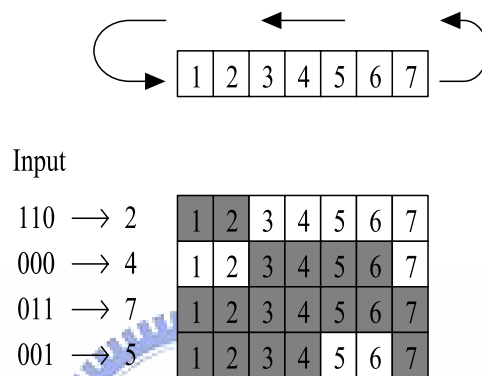 1 2 3 4 5 6 7
Input
110 → 2 1 2 3 4 5 6 7
000 → 4 1 2 3 4 5 6 7
011 → 7 1 2 3 4 5 6 7
001 → 5 1 2 3 4 5 6 7